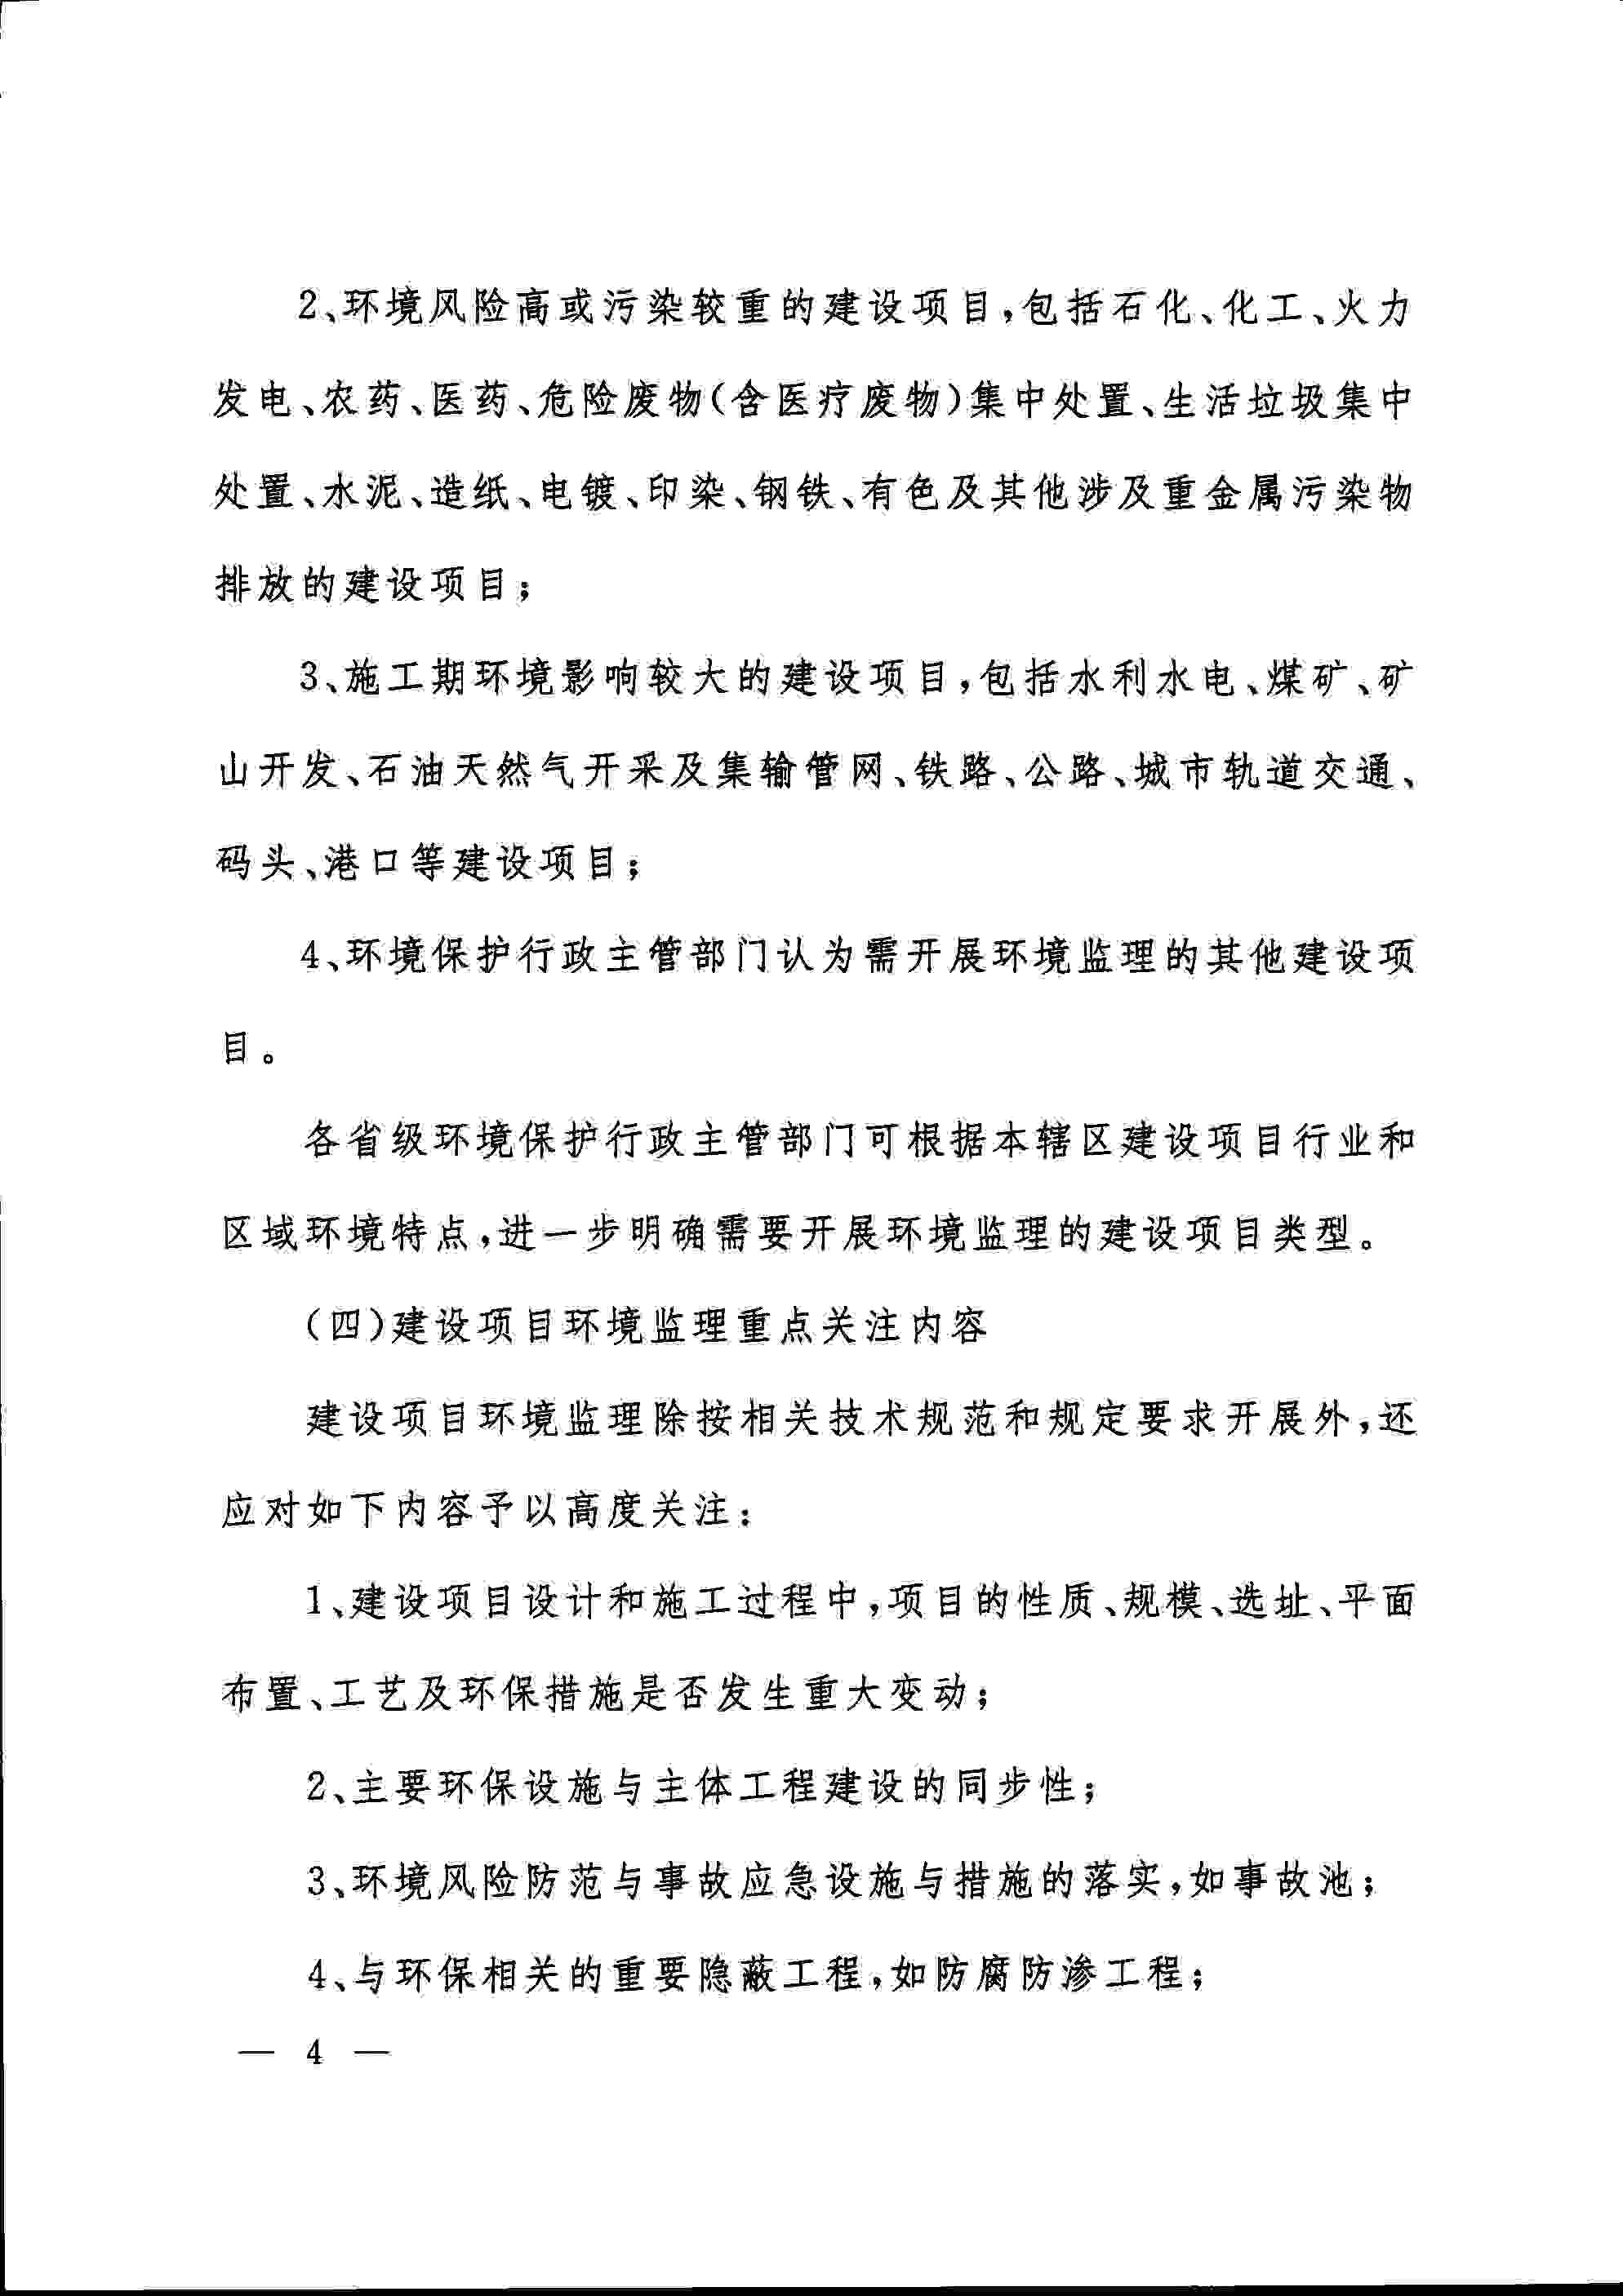 2、环境风险高或污染较重的建设项目,包括石化、化工、火力
发电、农药、医药、危险废物(含医疗废物)集中处置、生活垃圾集中
处置、水泥、造纸、电镀、印染、钢铁、有色及其他涉及重金属污染物
排放的建设项目;
3、施工期环境影响较大的建设项目,包括水利水电、煤矿、矿
山开发、石油天然气开采及集输管网、铁路、公路、城市轨道交通、
码头、港口等建设项目;
4、环境保护行政主管部门认为需开展环境监理的其他建设项
目。
各省级环境保护行政主管部门可根据本辖区建设项目行业和
区域环境特点,进一步明确需要开展环境监理的建设项目类型。
(四)建设项目环境监理重点关注内容
建设项目环境监理除按相关技术规范和规定要求开展外,还
应对如下内容予以高度关注:
1、建设项目设计和施工过程中,项目的性质、规模、选址、平面
布置、工艺及环保措施是否发生重大变动;
2、主要环保设施与主体工程建设的同步性;
3、环境风险防范与事故应急设施与措施的落实,如事故池;
4、与环保相关的重要隐蔽工程,如防腐防渗工程;
— 4 —